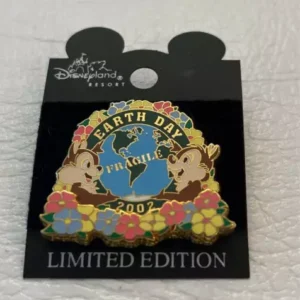 Disneyland
RESORT
EARTH DAY
FRAGILE
2002
LIMITED EDITION